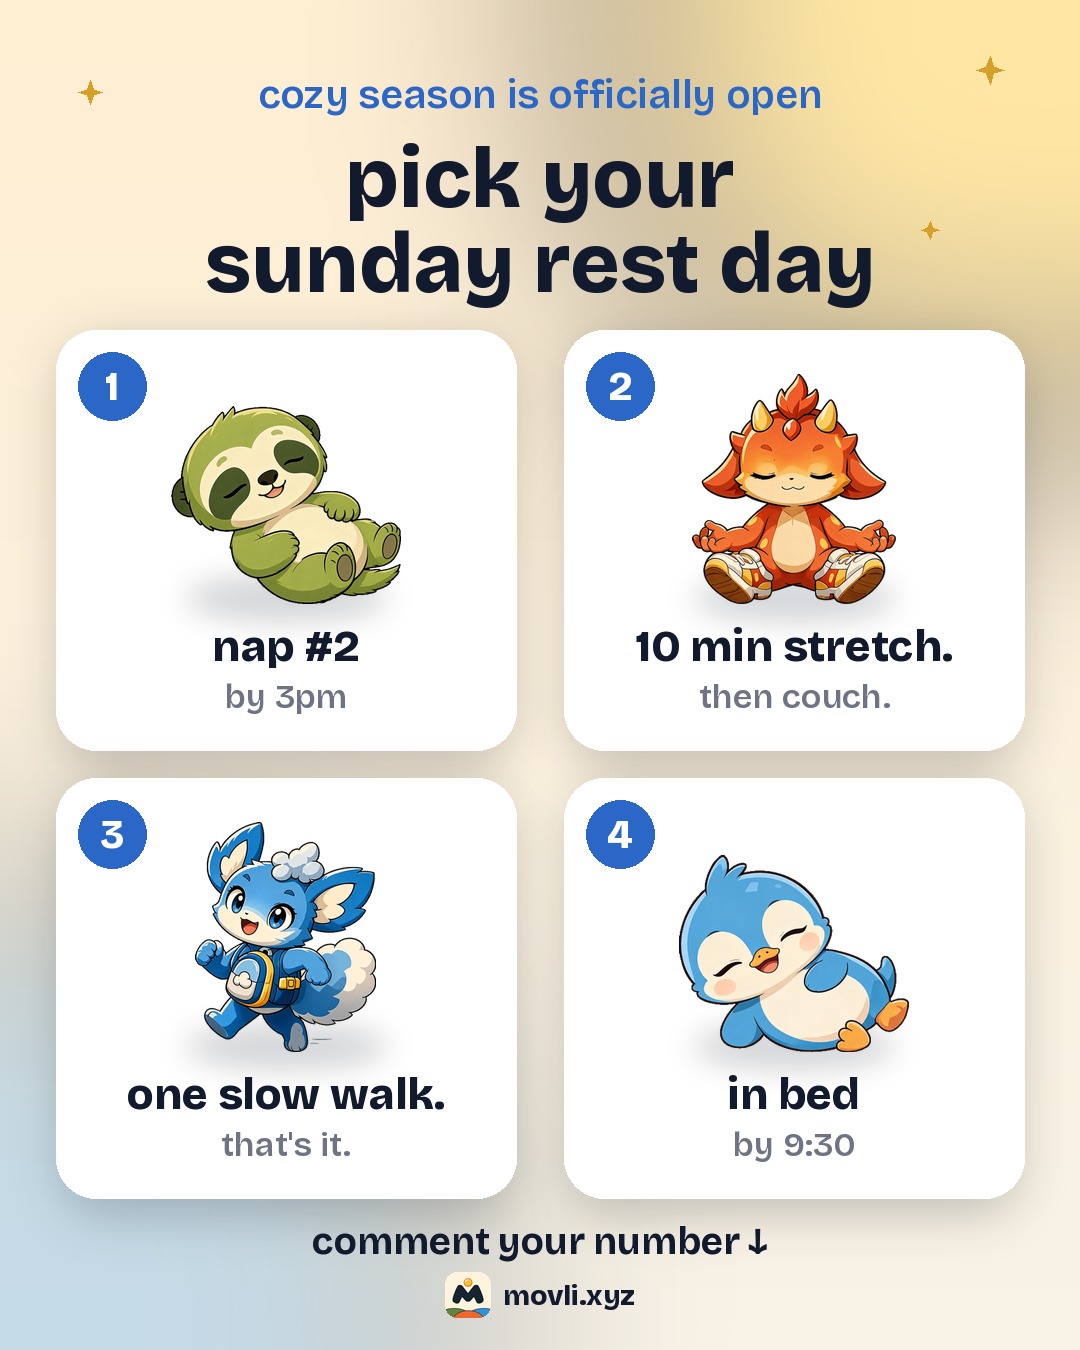 cozy season is officially open
pick your
sunday rest day
1
2
nap #2
by 3pm
10 min stretch.
then couch.
3
4
one slow walk.
that's it.
in bed
by 9:30
comment your number ↓
movli.xyz